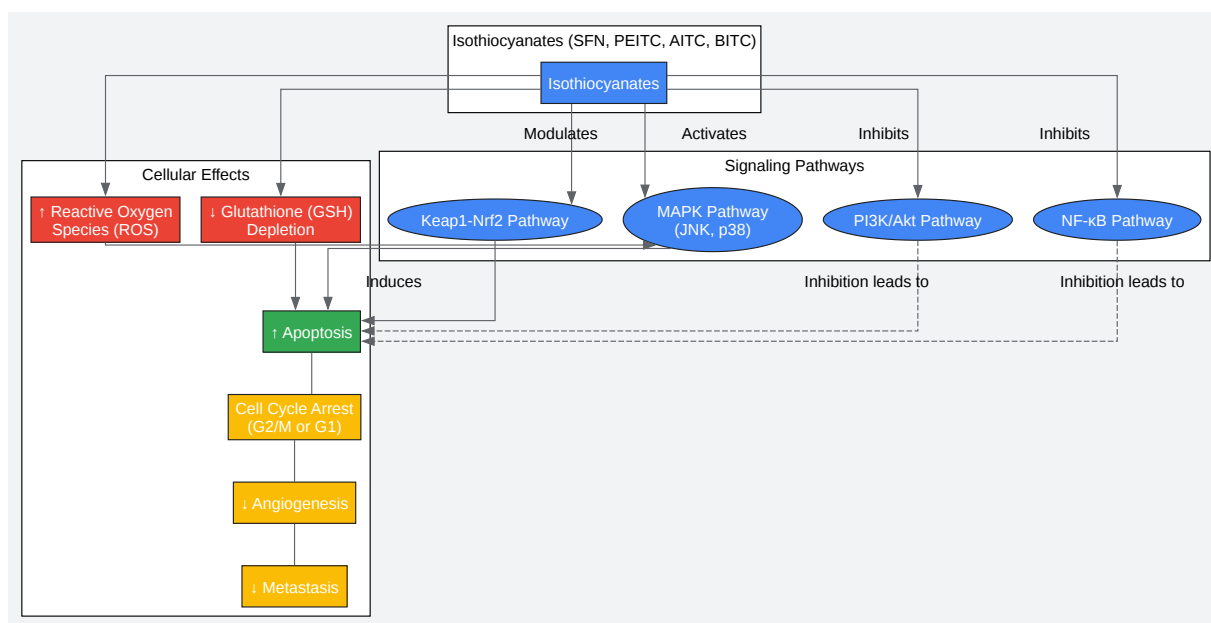 Isothiocyanates (SFN, PEITC, AITC, BITC)
Isothiocyanates
Modulates
Activates
Inhibits
Inhibits
Cellular Effects
Signaling Pathways
↑ Reactive Oxygen
Species (ROS)
↓ Glutathione (GSH)
Depletion
Keap1-Nrf2 Pathway
MAPK Pathway
(JNK, p38)
PI3K/Akt Pathway
NF-κB Pathway
Induces
Inhibition leads to
Inhibition leads to
↑ Apoptosis
Cell Cycle Arrest
(G2/M or G1)
↓ Angiogenesis
↓ Metastasis